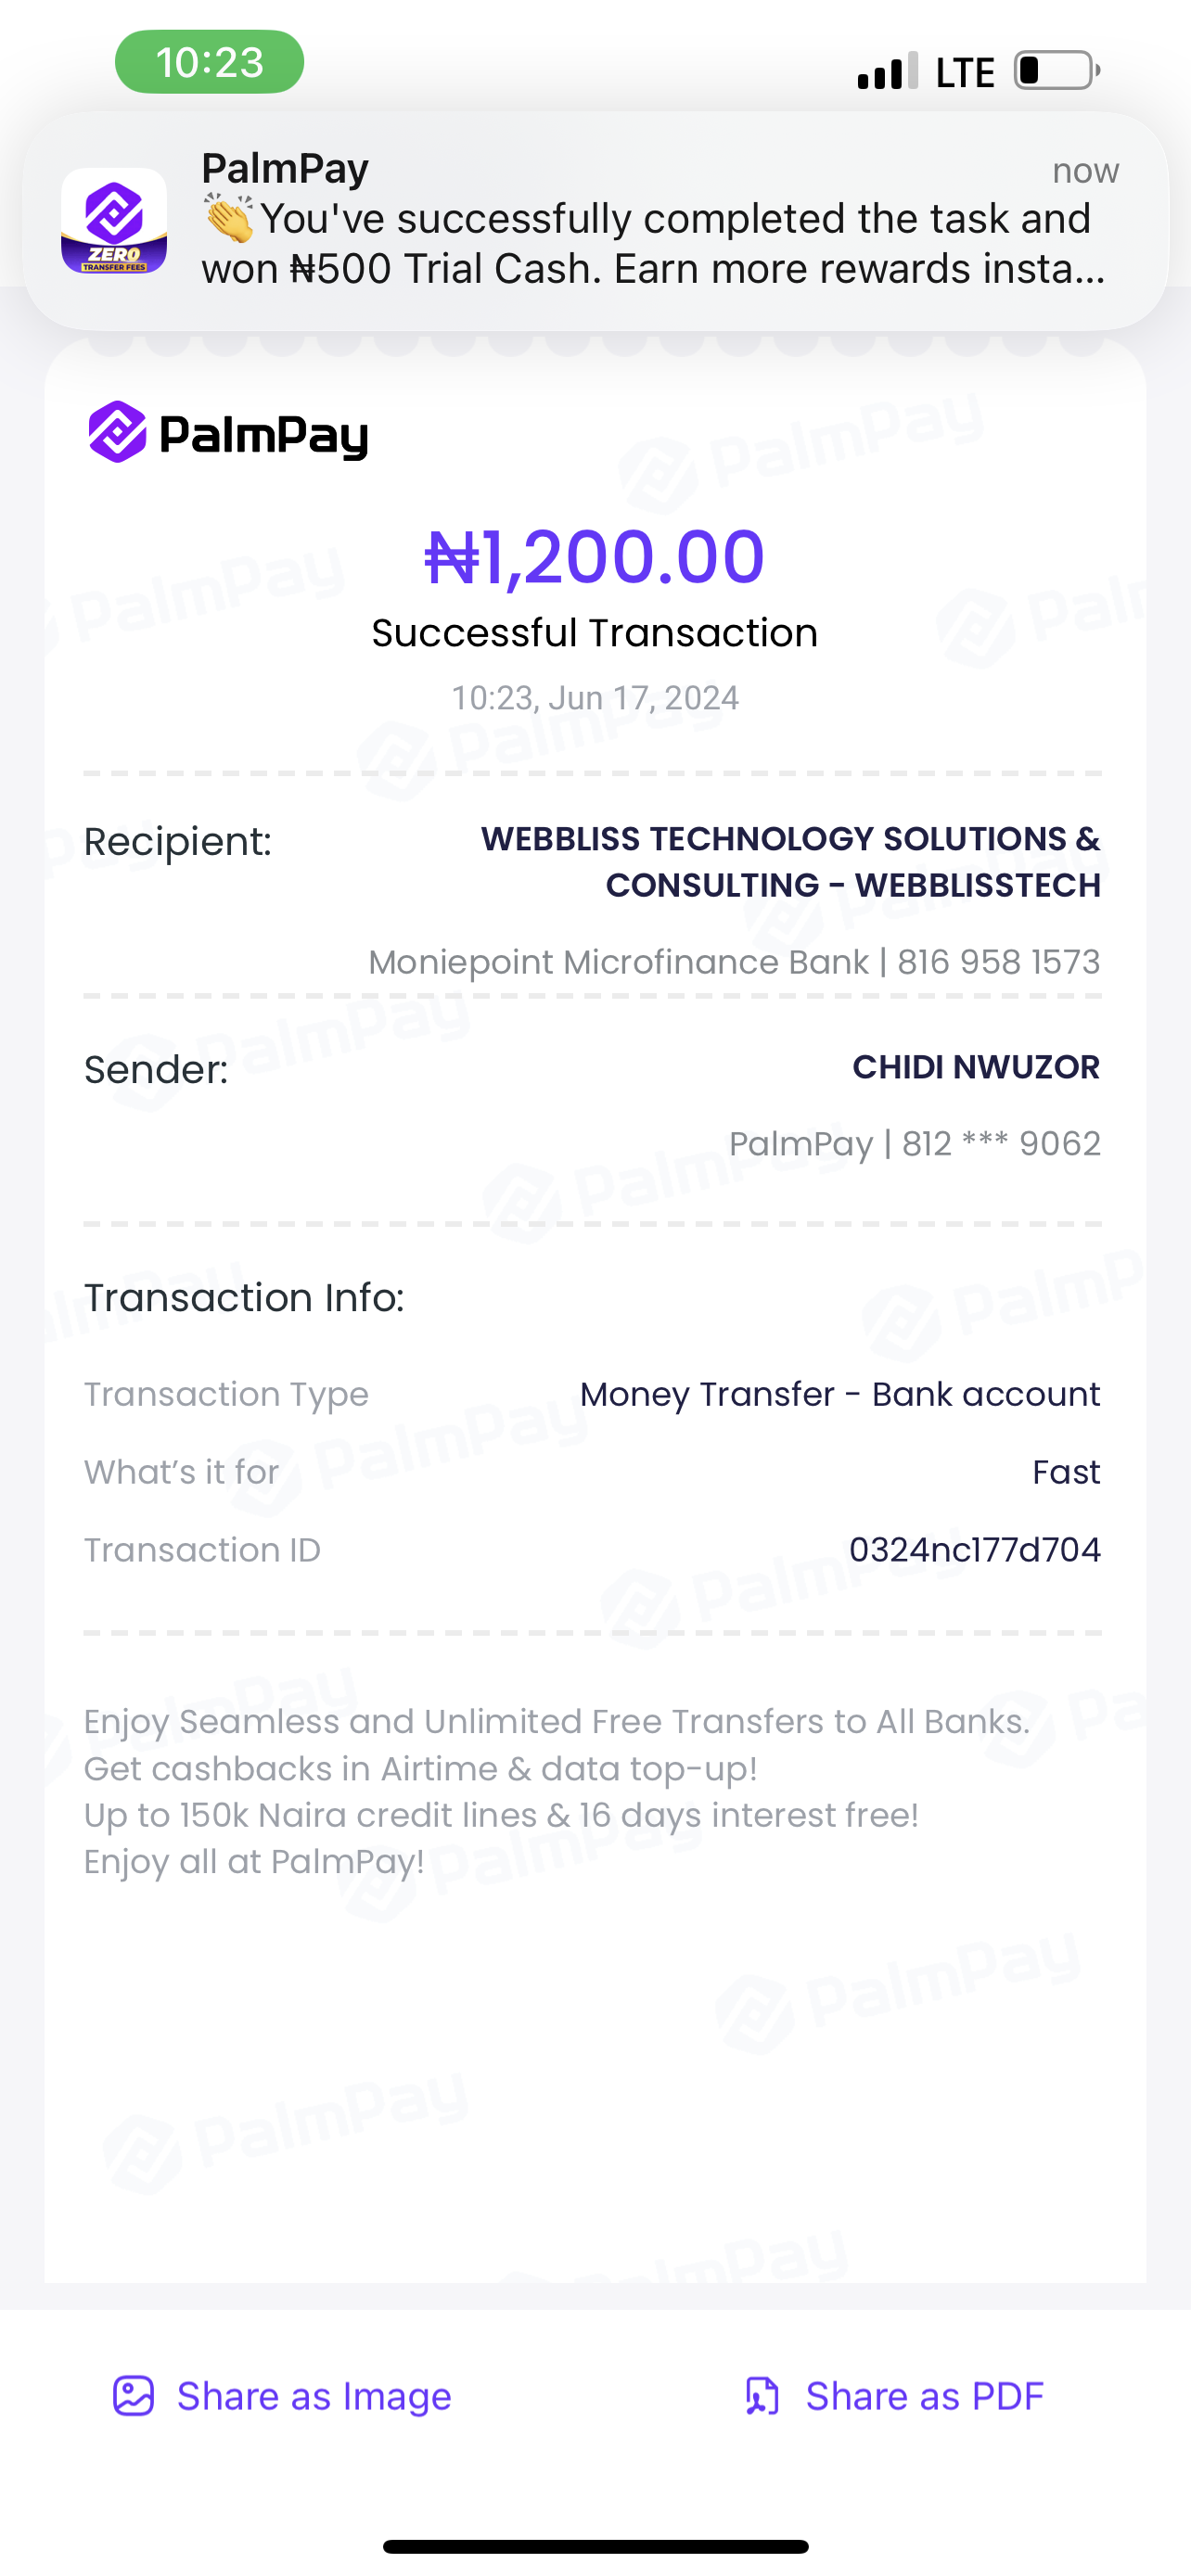 10:23
LTE
PalmPay
now
👏You've successfully completed the task and
won ₦500 Trial Cash. Earn more rewards insta...
ZERO
TRANSFER FEES
PalmPay
₦1,200.00
Successful Transaction
10:23, Jun 17, 2024
Recipient:
WEBBLISS TECHNOLOGY SOLUTIONS &
CONSULTING - WEBBLISSTECH
Moniepoint Microfinance Bank | 816 958 1573
Sender:
CHIDI NWUZOR
PalmPay | 812 *** 9062
Transaction Info:
Transaction Type
Money Transfer - Bank account
What's it for
Fast
Transaction ID
0324nc177d704
Enjoy Seamless and Unlimited Free Transfers to All Banks.
Get cashbacks in Airtime & data top-up!
Up to 150k Naira credit lines & 16 days interest free!
Enjoy all at PalmPay!
Share as Image
Share as PDF